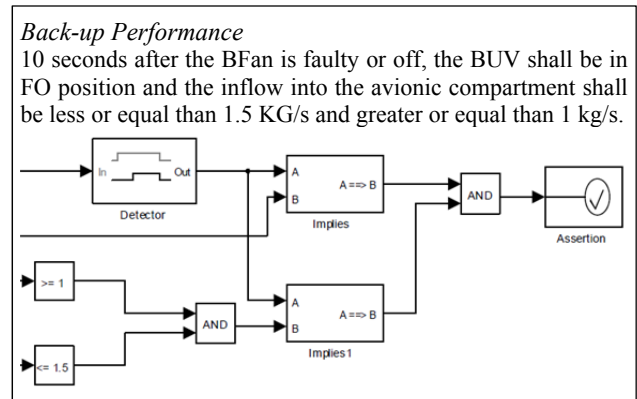 Back-up Performance
10 seconds after the BFan is faulty or off, the BUV shall be in
FO position and the inflow into the avionic compartment shall
be less or equal than 1.5 KG/s and greater or equal than 1 kg/s.
In
Out
Detector
A
B
A ==> B
Implies
AND
Assertion
>= 1
<= 1.5
AND
A
B
A ==> B
Implies1